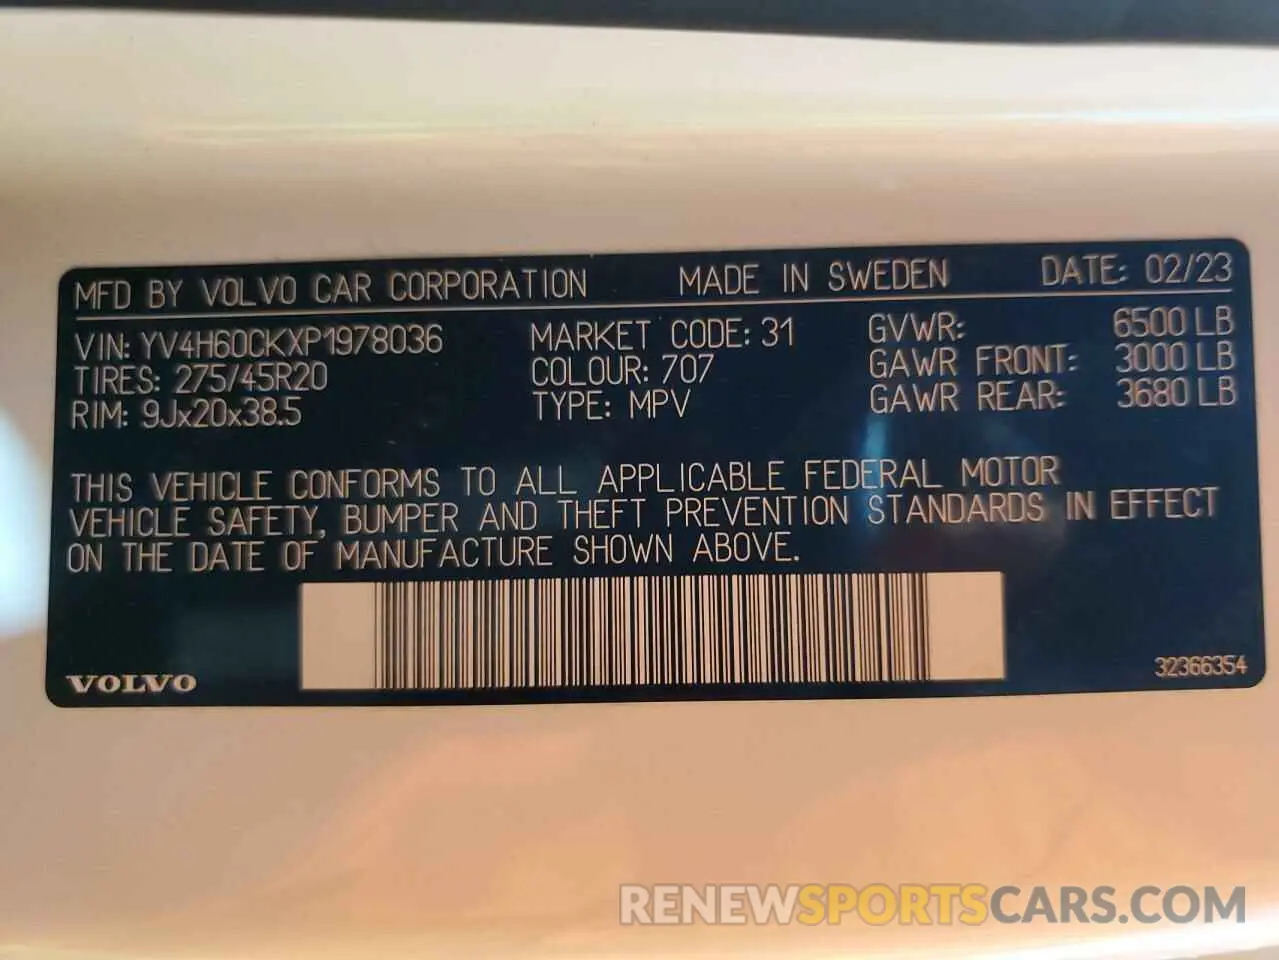 MFD BY VOLVO CAR CORPORATION MADE IN SWEDEN DATE: 02/23
VIN: YV4H60CKXP1978036 MARKET CODE: 31 GVWR: 6500 LB
TIRES: 275/45R20 COLOUR: 707 GAWR FRONT: 3000 LB
RIM: 9Jx20x38.5 TYPE: MPV GAWR REAR: 3680 LB
THIS VEHICLE CONFORMS TO ALL APPLICABLE FEDERAL MOTOR
VEHICLE SAFETY, BUMPER AND THEFT PREVENTION STANDARDS IN EFFECT
ON THE DATE OF MANUFACTURE SHOWN ABOVE.
VOLVO 32366354
RENEWSPORTSCARS.COM/23